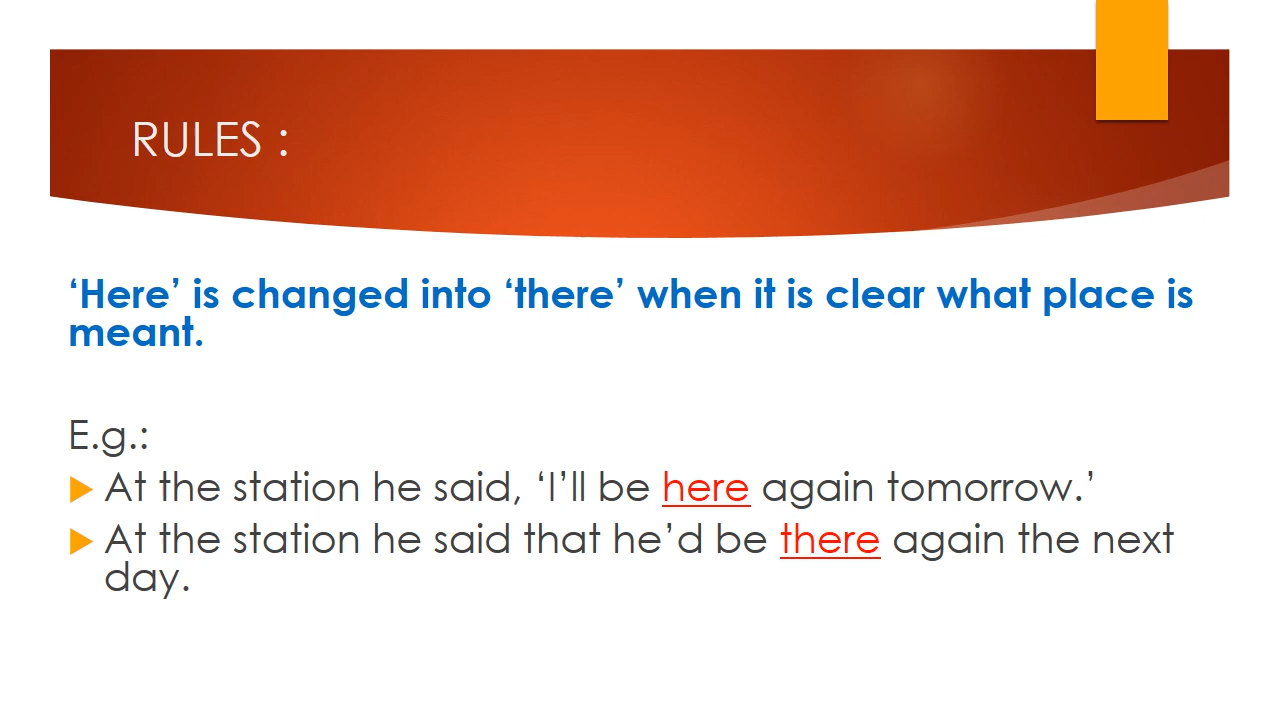 RULES :
‘Here’ is changed into ‘there’ when it is clear what place is
meant.
E.g.:
At the station he said, ‘I’ll be here again tomorrow.’
At the station he said that he’d be there again the next
day.